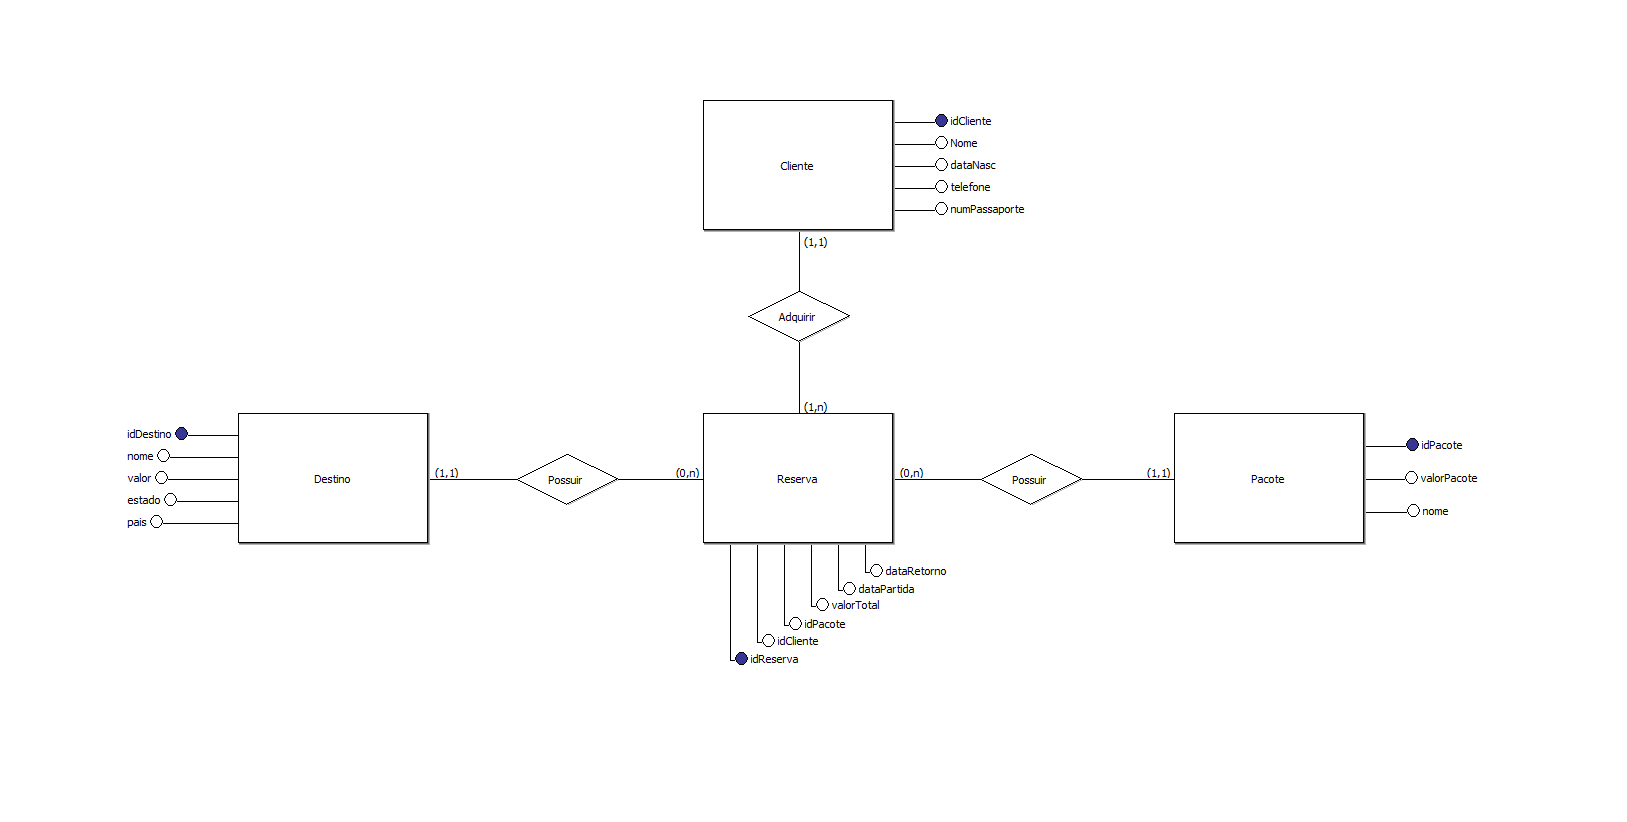 Cliente
idCliente
Nome
dataNasc
telefone
numPassaporte
(1,1)
Adquirir
(1,n)
idDestino
nome
valor
estado
pais
Destino
(1,1)
Possuir
(0,n)
Reserva
(0,n)
Possuir
(1,1)
Pacote
idPacote
valorPacote
nome
dataRetorno
dataPartida
valorTotal
idPacote
idCliente
idReserva